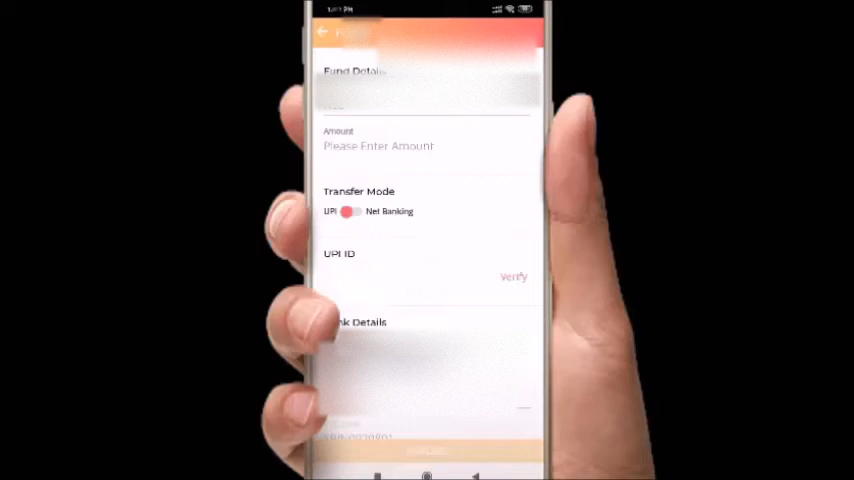 Fund Details
Amount
Please Enter Amount
Transfer Mode
UPI Net Banking
UPI ID
Verify
nk Details